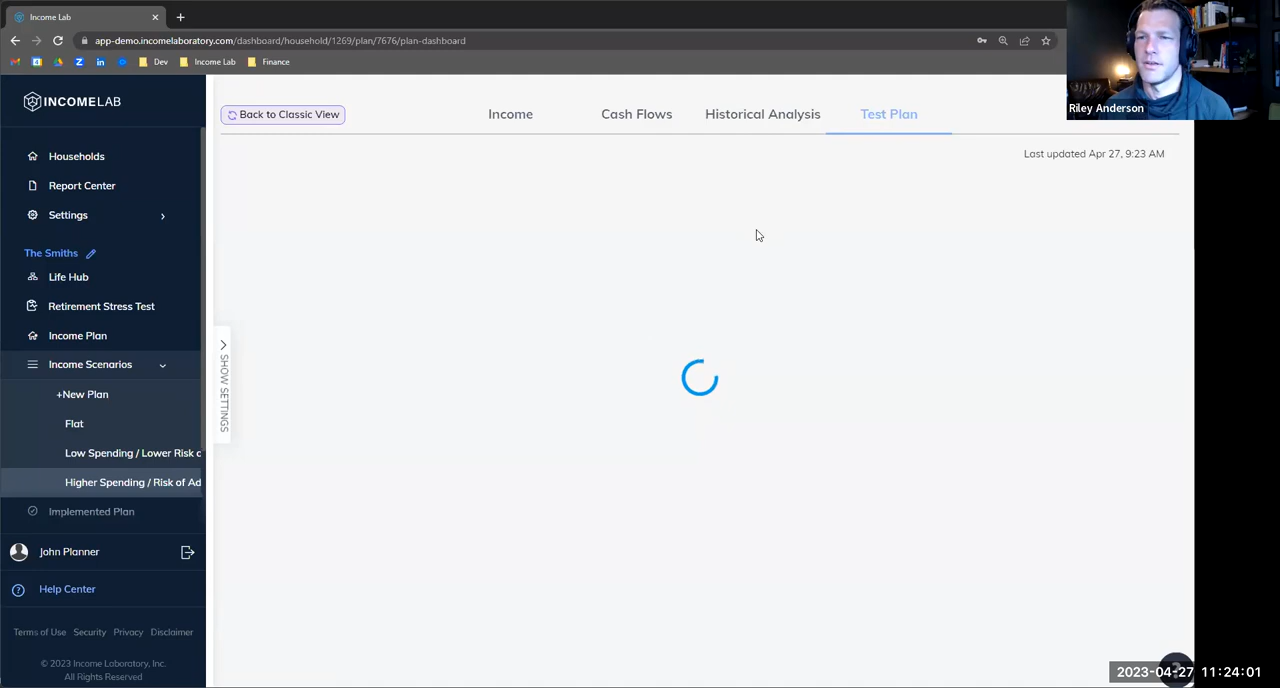 Income Lab
app-demo.incomelaboratory.com/dashboard/household/1269/plan/7676/plan-dashboard
Dev
Income Lab
Finance
Riley Anderson
INCOMELAB
Households
Report Center
Settings
The Smiths
Life Hub
Retirement Stress Test
Income Plan
Income Scenarios
+New Plan
Flat
Low Spending / Lower Risk o
Higher Spending / Risk of Ad
Implemented Plan
John Planner
Help Center
Terms of Use Security Privacy Disclaimer
© 2023 Income Laboratory, Inc.
All Rights Reserved
Back to Classic View
Income
Cash Flows
Historical Analysis
Test Plan
Last updated Apr 27, 9:23 AM
SHOW SETTINGS
2023-04-27 11:24:01